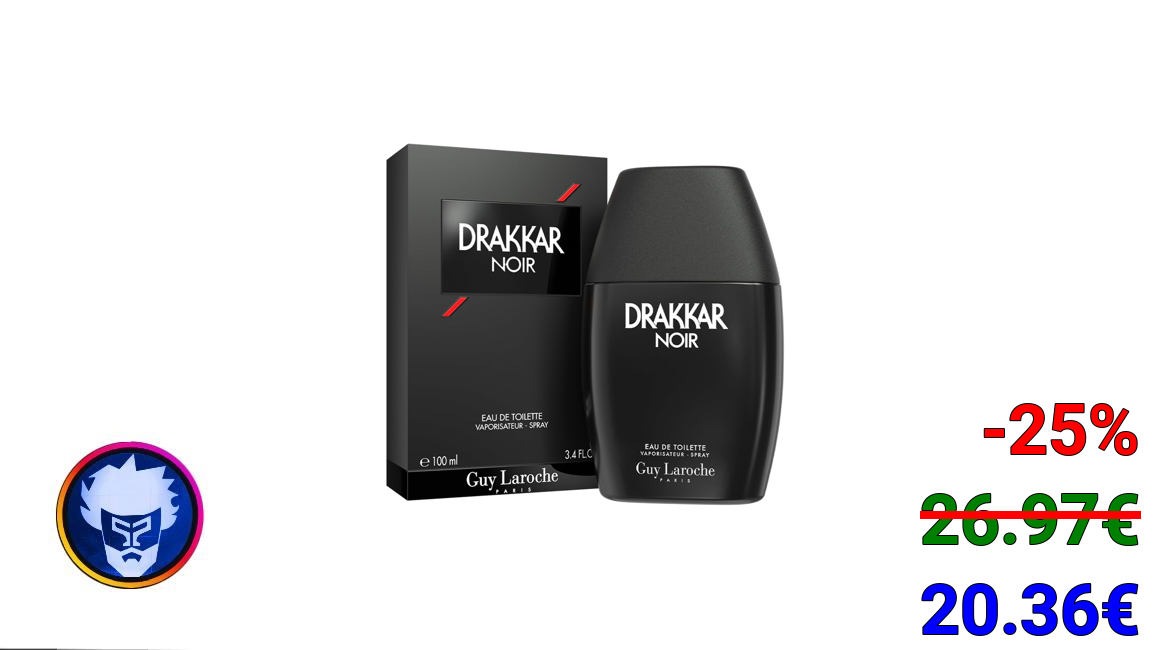 DRAKKAR
NOIR
EAU DE TOILETTE
VAPORISATEUR - SPRAY
℮ 100 ml
3.4 FL.
Guy Laroche
PARIS
DRAKKAR
NOIR
EAU DE TOILETTE
VAPORISATEUR - SPRAY
Guy Laroche
PARIS
-25%
26.97€
20.36€